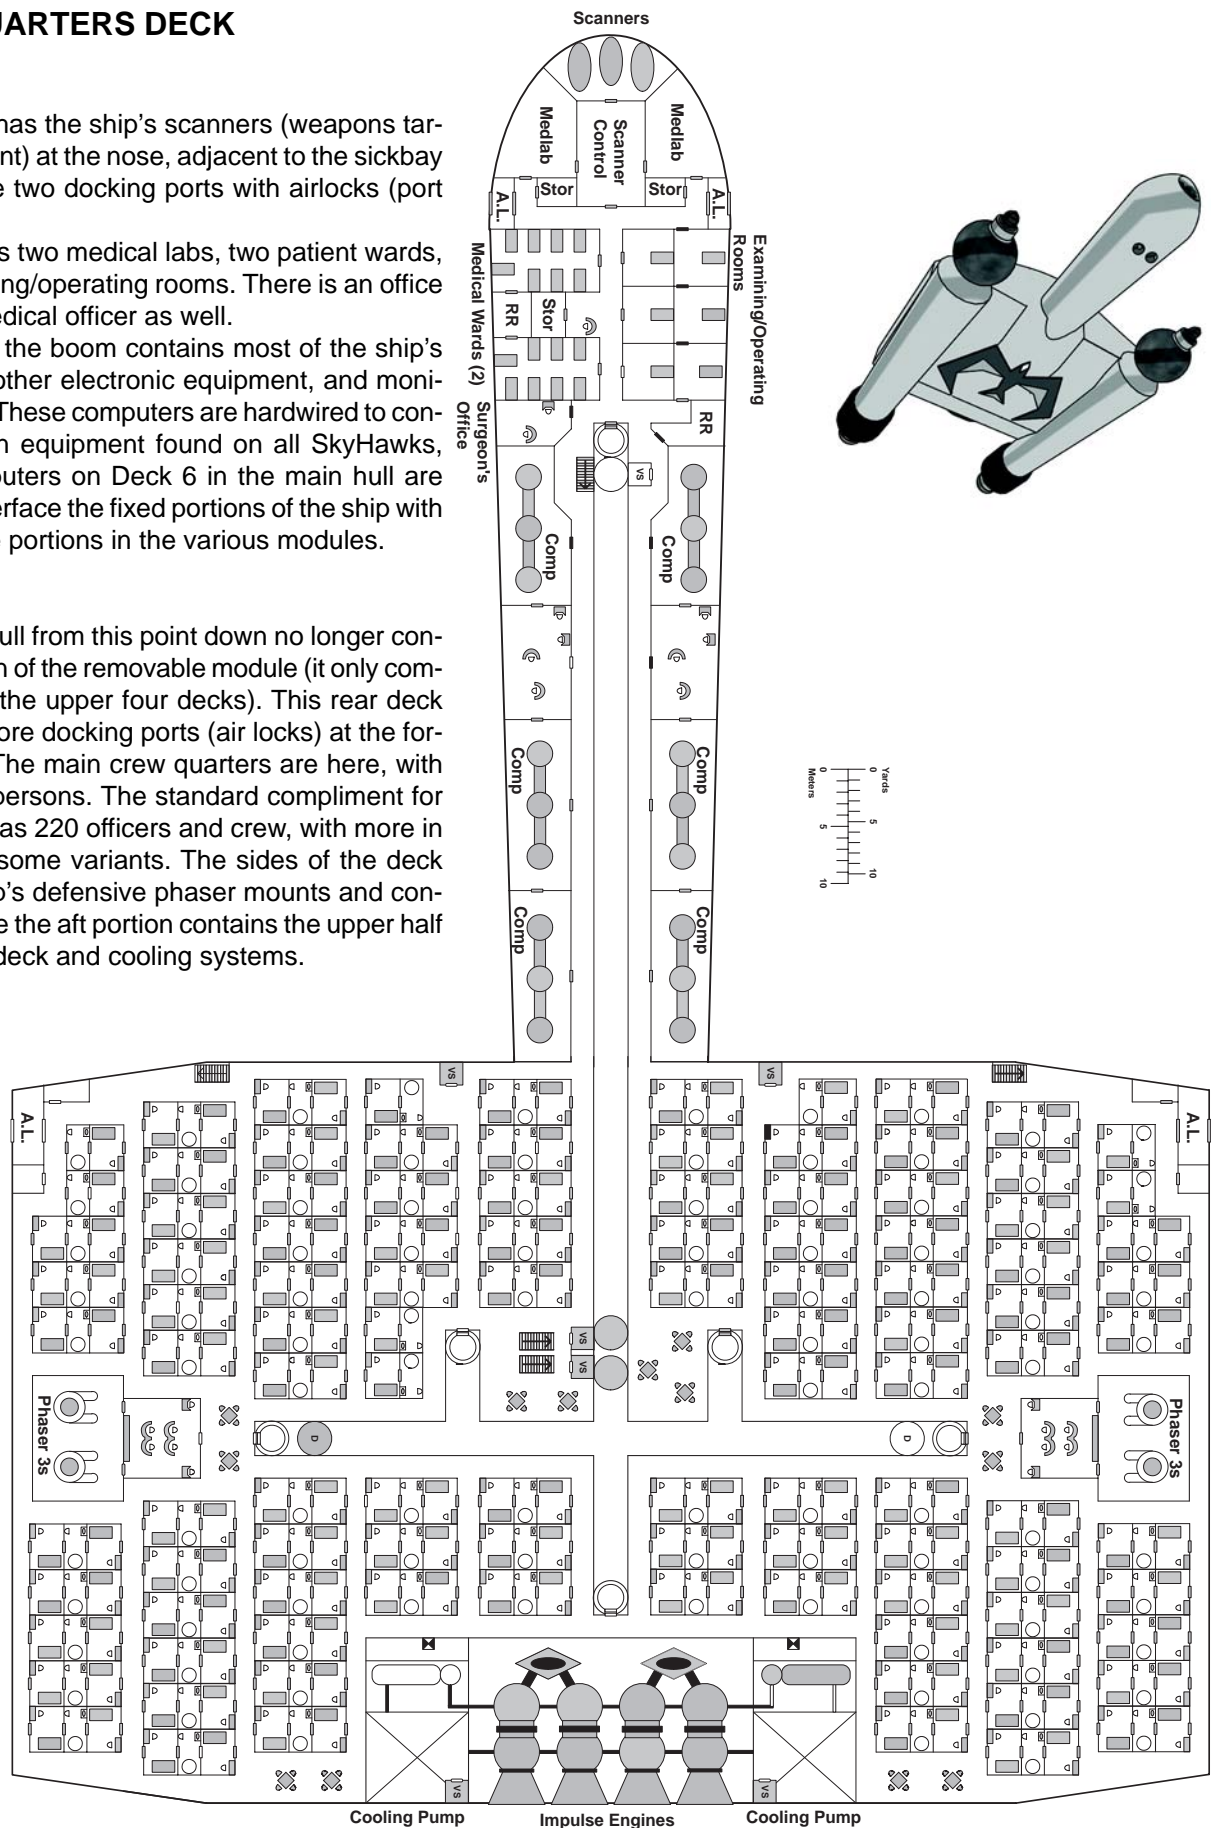 UARTERS DECK
has the ship's scanners (weapons tar-
nt) at the nose, adjacent to the sickbay
e two docking ports with airlocks (port
s two medical labs, two patient wards,
ng/operating rooms. There is an office
edical officer as well.
the boom contains most of the ship's
other electronic equipment, and moni-
These computers are hardwired to con-
n equipment found on all SkyHawks,
puters on Deck 6 in the main hull are
erface the fixed portions of the ship with
e portions in the various modules.
ull from this point down no longer con-
n of the removable module (it only com-
the upper four decks). This rear deck
ore docking ports (air locks) at the for-
The main crew quarters are here, with
persons. The standard compliment for
as 220 officers and crew, with more in
some variants. The sides of the deck
o's defensive phaser mounts and con-
e the aft portion contains the upper half
deck and cooling systems.
Scanners
Medlab
Scanner
Control
Medlab
Stor
Stor
A.L.
A.L.
Medical Wards (2)
Examining/Operating
Rooms
RR
Stor
Surgeon's
Office
RR
VS
Comp
Comp
Comp
Comp
Comp
Comp
Yards
0
5
10
Meters
0
5
10
VS
VS
A.L.
A.L.
VS
VS
Phaser 3s
D
D
Phaser 3s
VS
VS
Cooling Pump
Impulse Engines
Cooling Pump